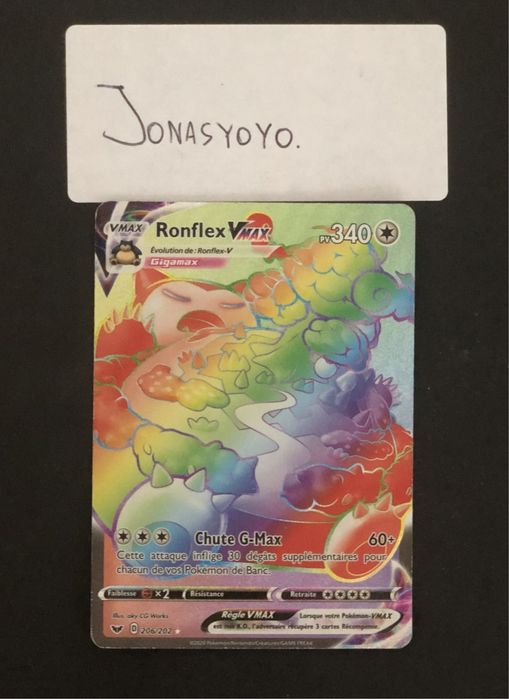 JONASYOYO.
VMAX Ronflex VMAX PV 340
Évolution de : Ronflex-V
Gigamax
Chute G-Max 60+
Cette attaque inflige 30 dégâts supplémentaires pour
chacun de vos Pokémon de Banc.
Faiblesse ×2 Résistance Retraite
Illus. aky CG Works Règle VMAX Lorsque votre Pokémon-VMAX
est mis K.O., l'adversaire récupère 3 cartes Récompense.
D 206/202
©2020 Pokémon/Nintendo/Creatures/GAME FREAK